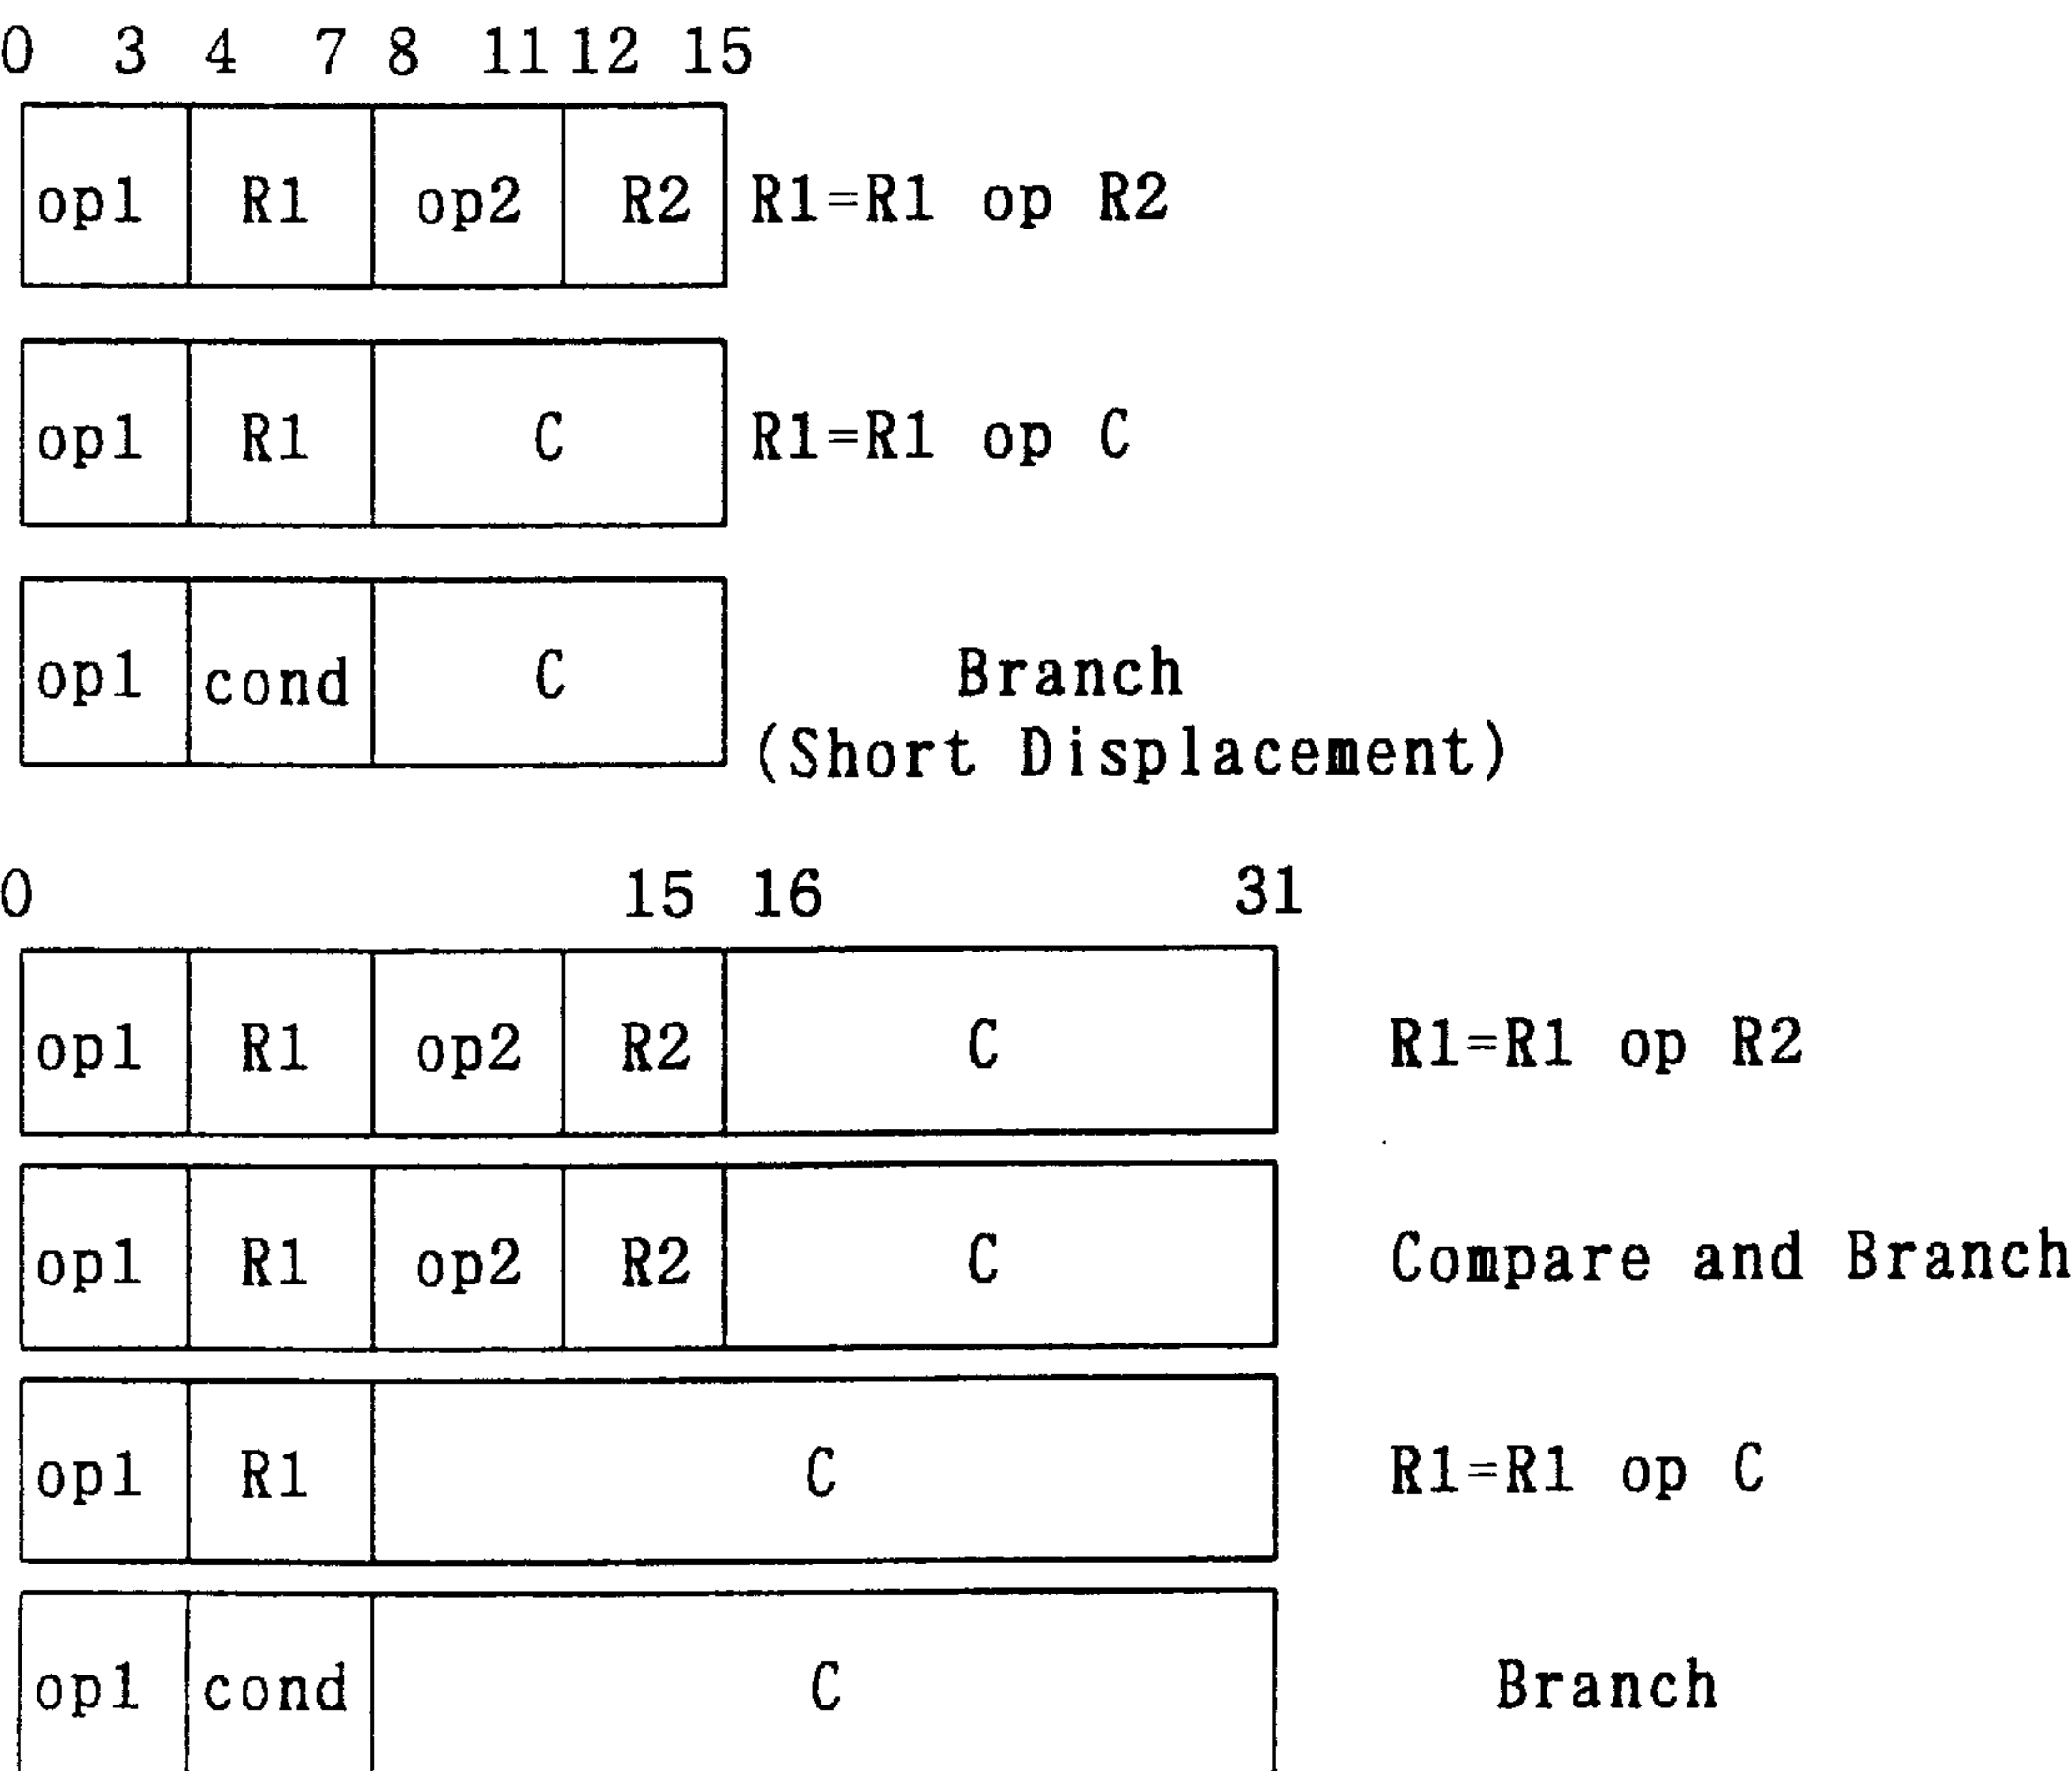 0 3 4 7 8 11 12 15
op1 R1 op2 R2 R1=R1 op R2
op1 R1 C R1=R1 op C
op1 cond C Branch
(Short Displacement)
0 15 16 31
op1 R1 op2 R2 C R1=R1 op R2
op1 R1 op2 R2 C Compare and Branch
op1 R1 C R1=R1 op C
op1 cond C Branch